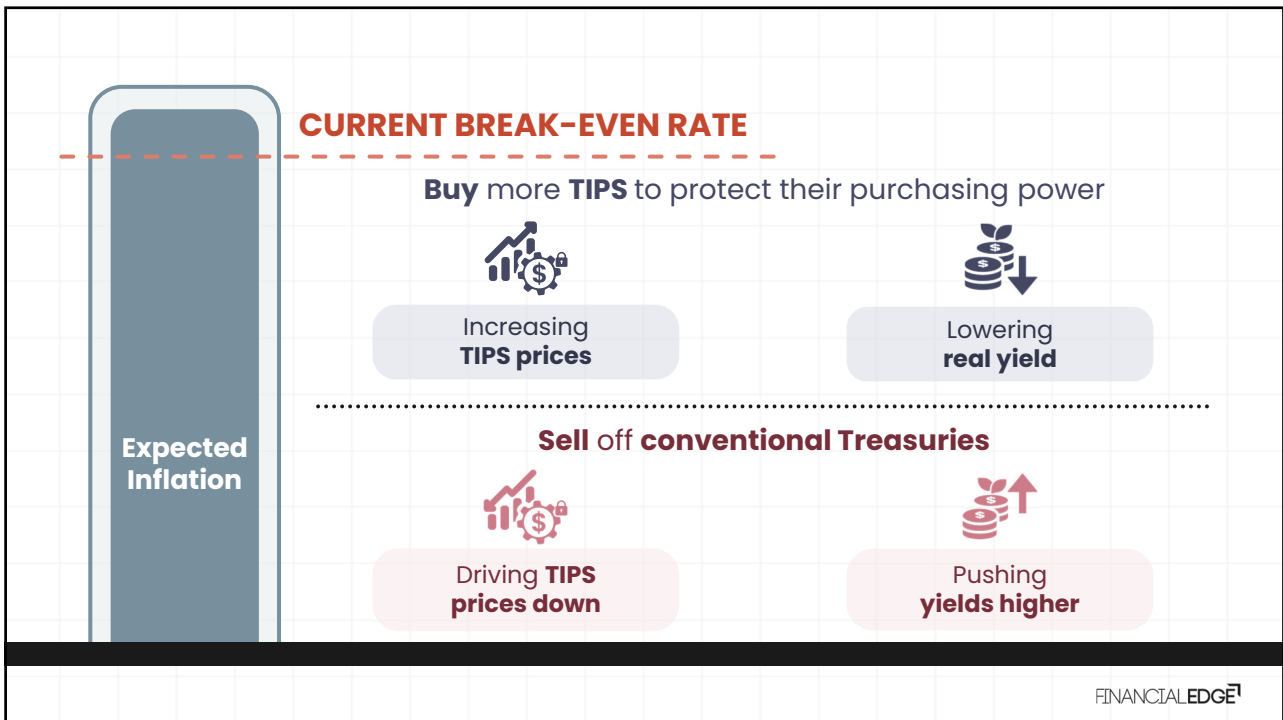 CURRENT BREAK-EVEN RATE
Buy more TIPS to protect their purchasing power
Increasing
TIPS prices
Lowering
real yield
Expected
Inflation
Sell off conventional Treasuries
Driving TIPS
prices down
Pushing
yields higher
FINANCIALEDGE